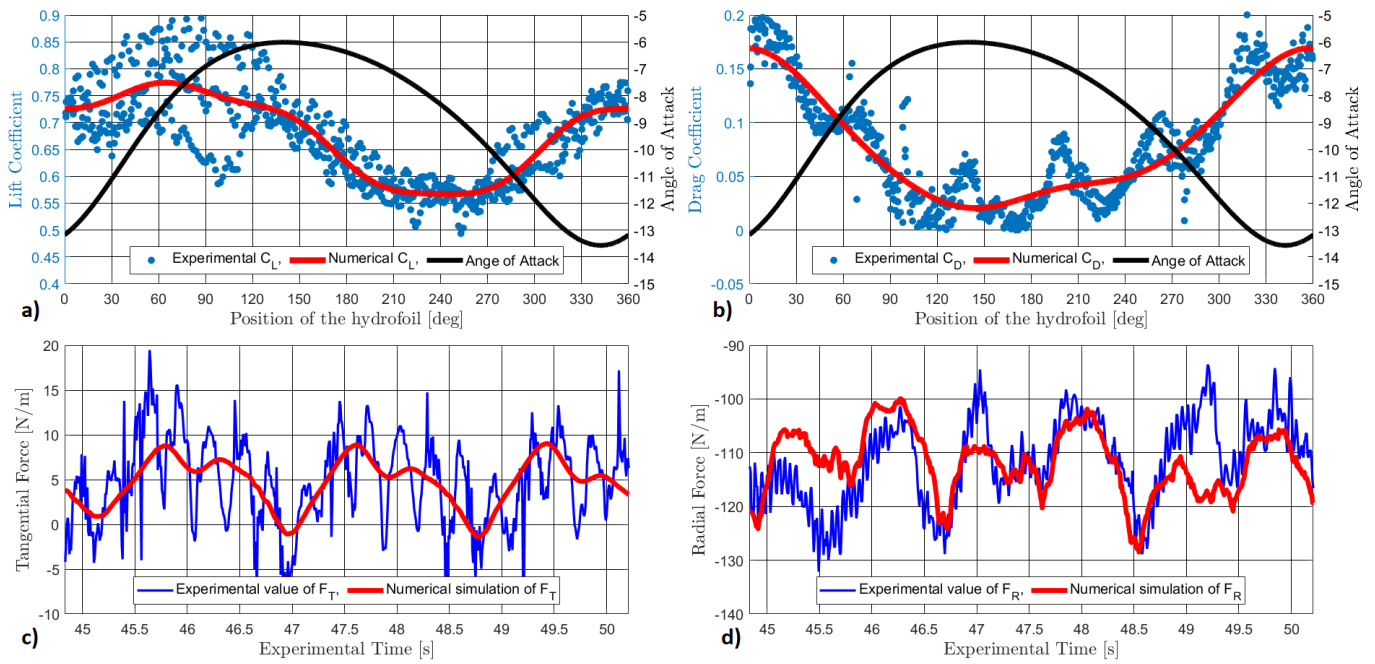 0.9
0.85
0.8
0.75
0.7
0.65
0.6
0.55
0.5
0.45
0.4
Lift Coefficient
-5
-6
-7
-8
-9
-10
-11
-12
-13
-14
-15
Angle of Attack
Experimental C_L, Numerical C_L, Ange of Attack
0 30 60 90 120 150 180 210 240 270 300 330 360
a) Position of the hydrofoil [deg]
0.2
0.15
0.1
0.05
0
-0.05
Drag Coefficient
-5
-6
-7
-8
-9
-10
-11
-12
-13
-14
-15
Angle of Attack
Experimental C_D, Numerical C_D, Ange of Attack
0 30 60 90 120 150 180 210 240 270 300 330 360
b) Position of the hydrofoil [deg]
20
15
10
5
0
-5
-10
Tangential Force [N/m]
Experimental value of F_T, Numerical simulation of F_T
45 45.5 46 46.5 47 47.5 48 48.5 49 49.5 50
c) Experimental Time [s]
-90
-100
-110
-120
-130
-140
Radial Force [N/m]
Experimental value of F_R, Numerical simulation of F_R
45 45.5 46 46.5 47 47.5 48 48.5 49 49.5 50
d) Experimental Time [s]